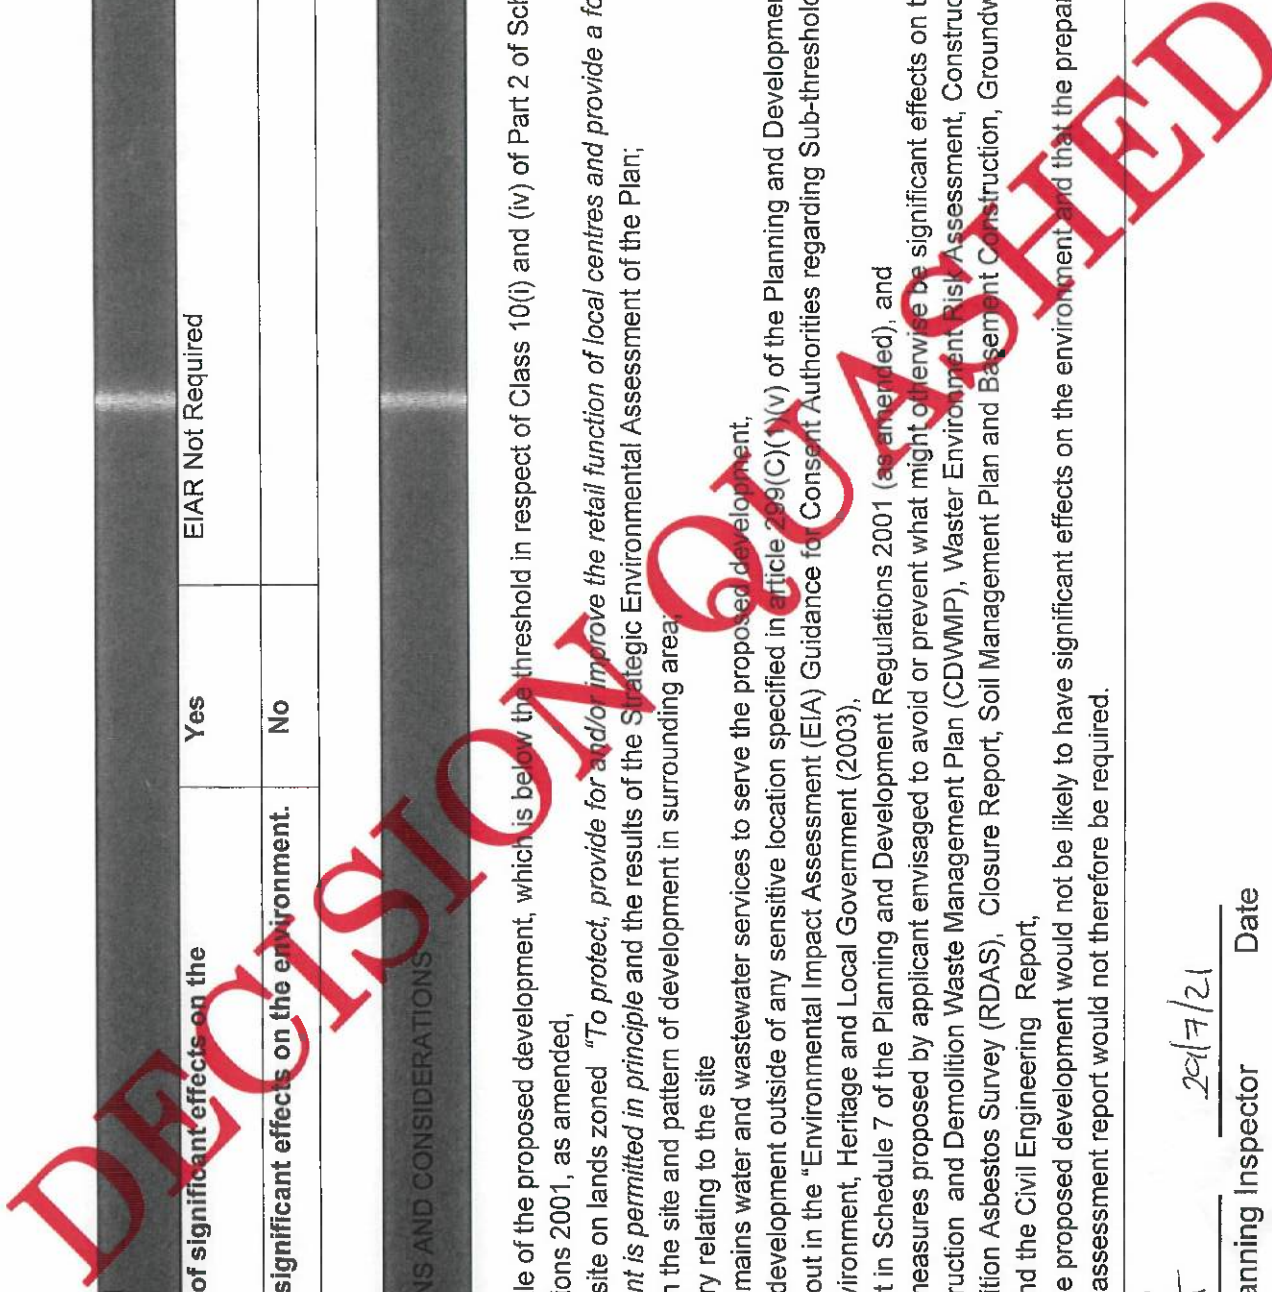 of significant effects on the Yes EIAR Not Required
significant effects on the environment. No
NS AND CONSIDERATIONS
le of the proposed development, which is below the threshold in respect of Class 10(I) and (iv) of Part 2 of Sch
ons 2001, as amended,
site on lands zoned "To protect, provide for and/or improve the retail function of local centres and provide a fo
nt is permitted in principle and the results of the Strategic Environmental Assessment of the Plan;
n the site and pattern of development in surrounding area;
ry relating to the site
mains water and wastewater services to serve the proposed development,
development outside of any sensitive location specified in article 299(C)(1)(v) of the Planning and Developmen
out in the "Environmental Impact Assessment (EIA) Guidance for Consent Authorities regarding Sub-threshold
vironment, Heritage and Local Government (2003),
t in Schedule 7 of the Planning and Development Regulations 2001 (as amended), and
measures proposed by applicant envisaged to avoid or prevent what might otherwise be significant effects on t
ruction and Demolition Waste Management Plan (CDWMP), Waster Environment Risk Assessment, Construc
ition Asbestos Survey (RDAS), Closure Report, Soil Management Plan and Basement Construction, Groundw
nd the Civil Engineering Report,
e proposed development would not be likely to have significant effects on the environment and that the prepar
assessment report would not therefore be required.
29/7/21
anning Inspector Date
DECISION QUASHED